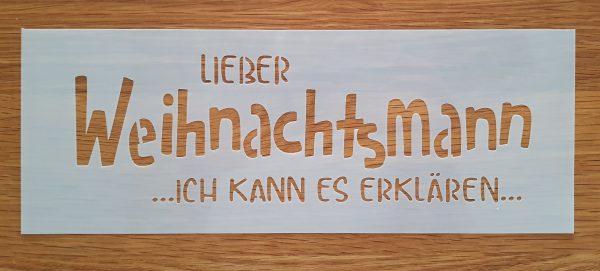 LIEBER
Weihnachtsmann
...ICH KANN ES ERKLÄREN...